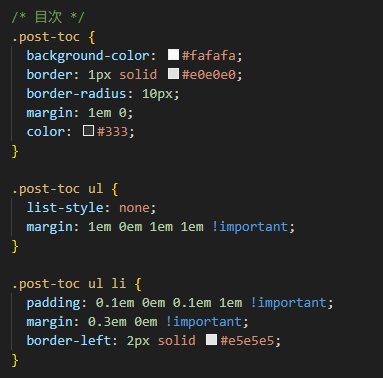 /* 目次 */
.post-toc {
  background-color: #fafafa;
  border: 1px solid #e0e0e0;
  border-radius: 10px;
  margin: 1em 0;
  color: #333;
}

.post-toc ul {
  list-style: none;
  margin: 1em 0em 1em 1em !important;
}

.post-toc ul li {
  padding: 0.1em 0em 0.1em 1em !important;
  margin: 0.3em 0em !important;
  border-left: 2px solid #e5e5e5;
}